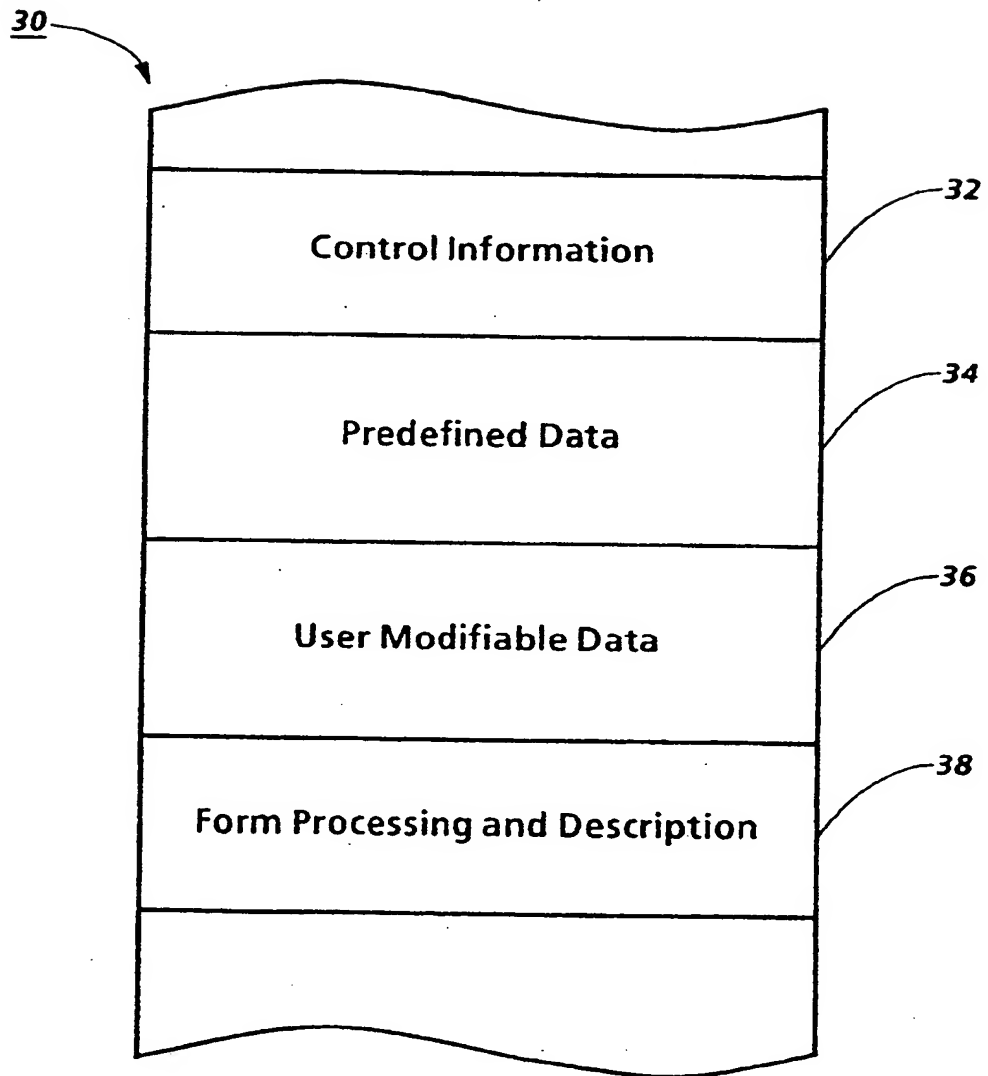 30
Control Information
32
Predefined Data
34
User Modifiable Data
36
Form Processing and Description
38